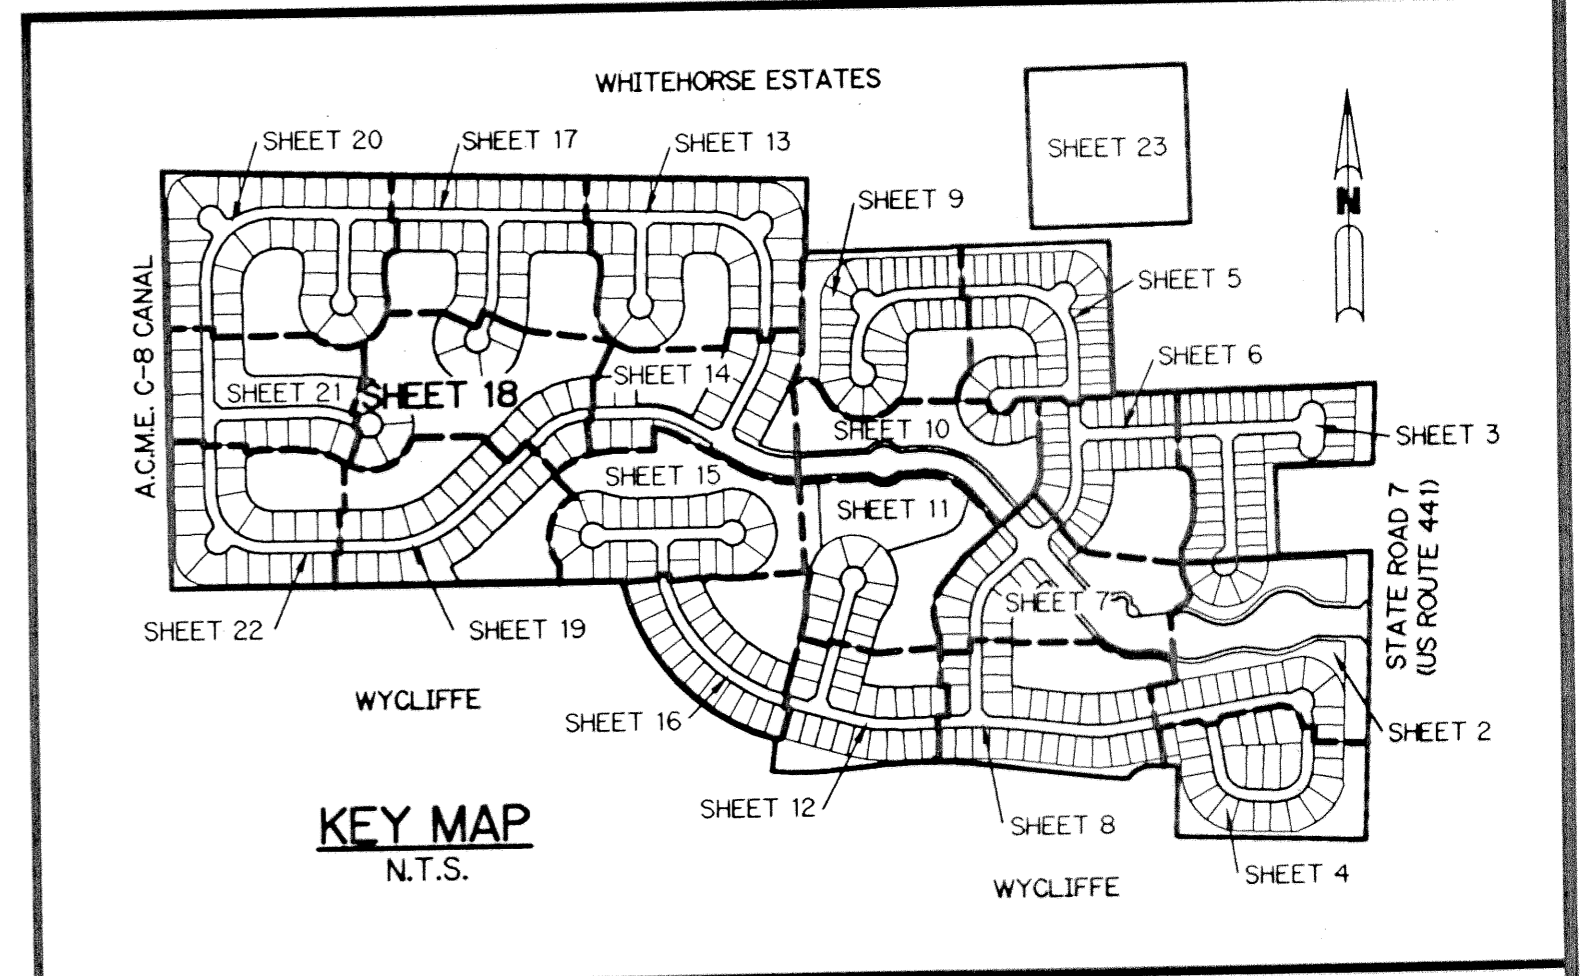 WHITEHORSE ESTATES
SHEET 20
SHEET 17
SHEET 13
SHEET 23
N
SHEET 9
SHEET 5
A.C.M.E. C-8 CANAL
SHEET 6
SHEET 21
SHEET 18
SHEET 14
SHEET 10
SHEET 3
SHEET 15
SHEET 11
STATE ROAD 7
(US ROUTE 441)
SHEET 7
SHEET 22
SHEET 19
WYCLIFFE
SHEET 16
SHEET 2
SHEET 12
SHEET 8
KEY MAP
N.T.S.
SHEET 4
WYCLIFFE